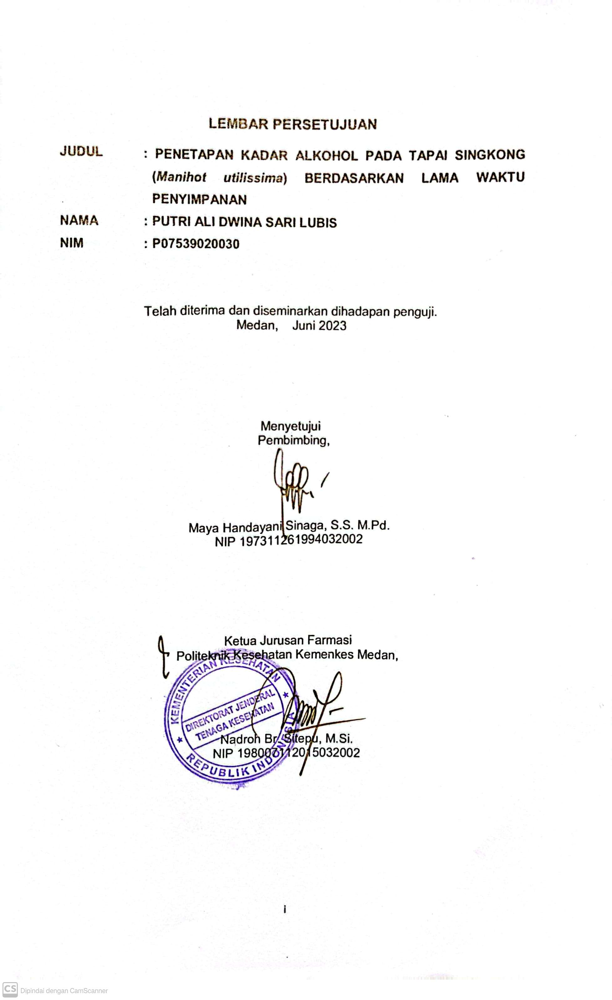 LEMBAR PERSETUJUAN
JUDUL : PENETAPAN KADAR ALKOHOL PADA TAPAI SINGKONG
(Manihot utilissima) BERDASARKAN LAMA WAKTU
PENYIMPANAN
NAMA : PUTRI ALI DWINA SARI LUBIS
NIM : P07539020030
Telah diterima dan diseminarkan dihadapan penguji.
Medan, Juni 2023
Menyetujui
Pembimbing,
Maya Handayani Sinaga, S.S. M.Pd.
NIP 197311261994032002
Ketua Jurusan Farmasi
Politeknik Kesehatan Kemenkes Medan,
KEMENTERIAN KESEHATAN
DIREKTORAT JENDERAL
TENAGA KESEHATAN
REPUBLIK INDONESIA
Nadroh Br. Sitepu, M.Si.
NIP 198007112015032002
i
CS Dipindai dengan CamScanner